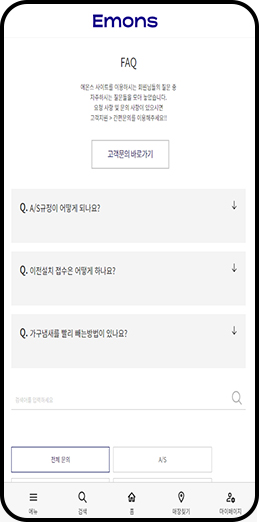 Emons
FAQ
에몬스 사이트를 이용하시는 회원님들의 질문 중
자주하시는 질문들을 모아 놓았습니다.
요청 사항 및 문의 사항이 있으시면
고객지원 > 간편문의를 이용해주세요!!
고객문의 바로가기
Q. A/S규정이 어떻게 되나요?
Q. 이전설치 접수은 어떻게 하나요?
Q. 가구냄새를 빨리 빼는방법이 있나요?
검색어를 입력하세요
전체 문의
A/S
메뉴
검색
홈
매장찾기
마이페이지